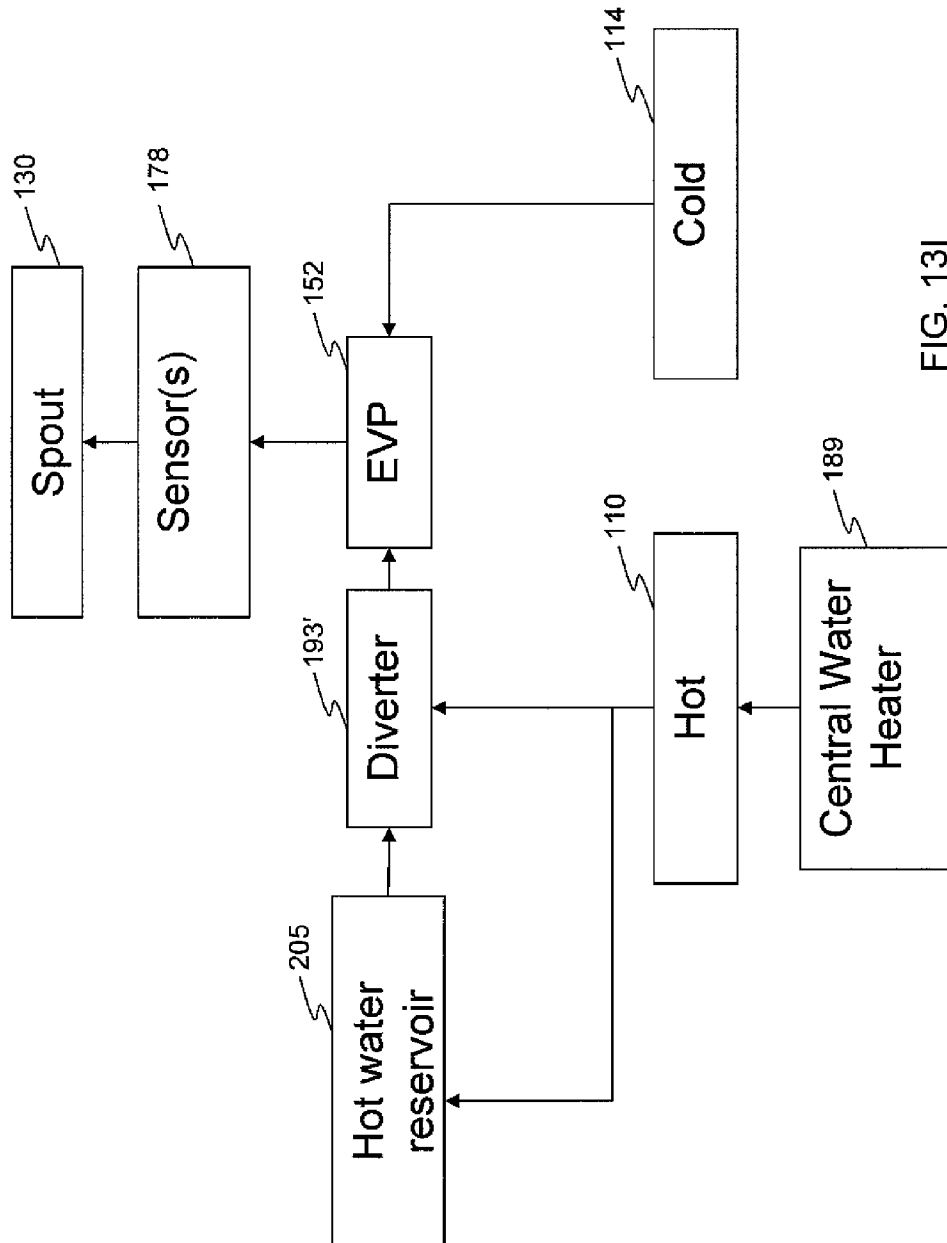 Spout
130
Sensor(s)
178
EVP
152
Diverter
193'
Hot water
reservoir
205
Hot
110
Cold
114
Central Water
Heater
189
FIG. 13I